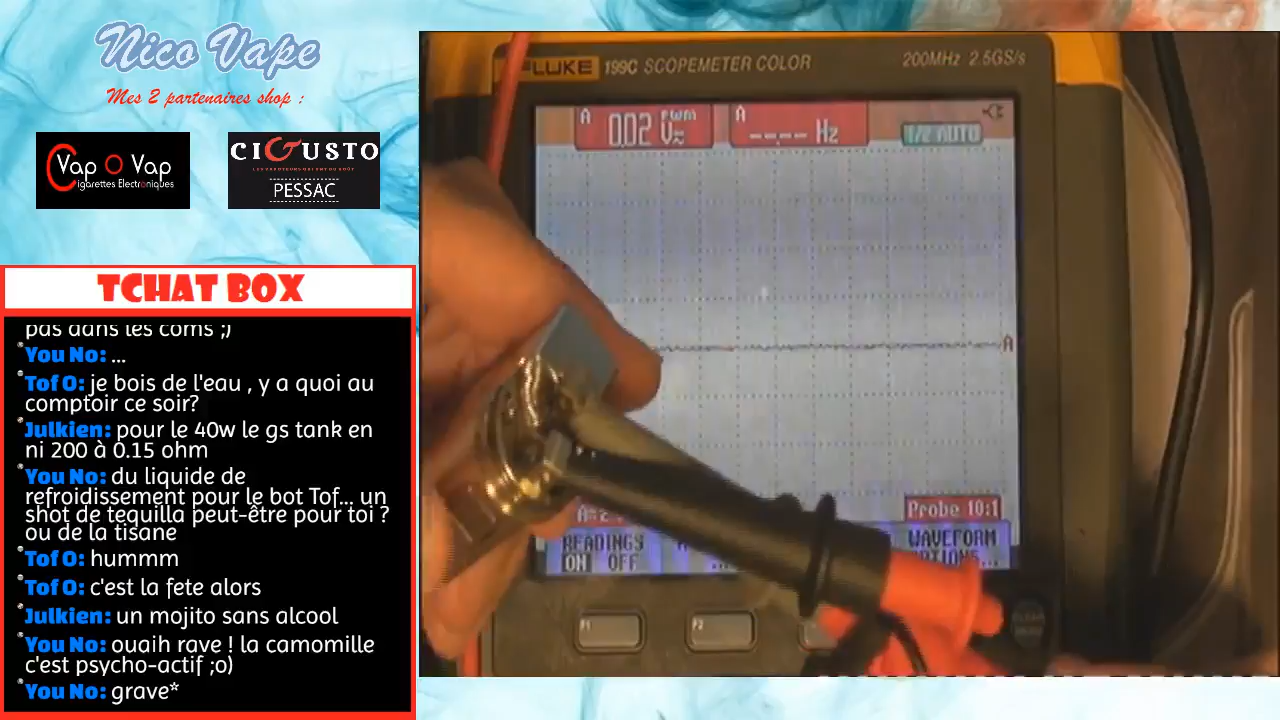 Nico Vape
Mes 2 partenaires shop :
Vap O Vap
Cigarettes Electroniques
CIGUSTO
PESSAC
TCHAT BOX
pas dans les coms ;)
You No: ...
Tof O: je bois de l'eau , y a quoi au
comptoir ce soir?
Julkien: pour le 40w le gs tank en
ni 200 à 0.15 ohm
You No: du liquide de
refroidissement pour le bot Tof... un
shot de tequilla peut-être pour toi ?
ou de la tisane
Tof O: hummm
Tof O: c'est la fete alors
Julkien: un mojito sans alcool
You No: ouaih rave ! la camomille
c'est psycho-actif ;o)
You No: grave*
FLUKE 199C SCOPEMETER COLOR
200MHz 2.5GS/s
A 0.02 PWM V
A ----.-- Hz
1/2 AUTO
A
Probe 10:1
READINGS
ON OFF
WAVEFORM
OPTIONS...
F1
F2